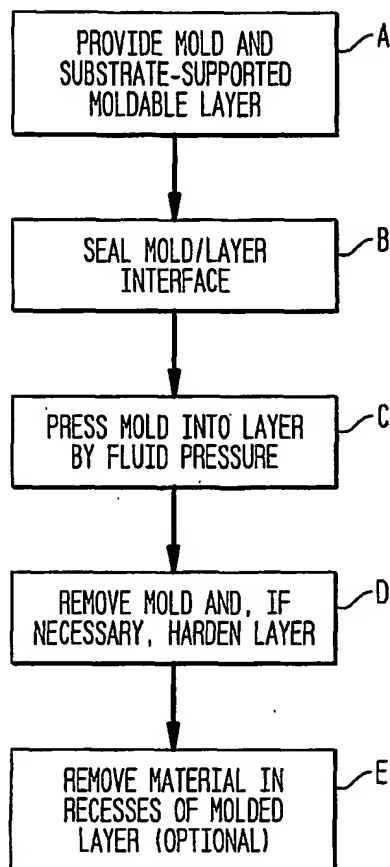 PROVIDE MOLD AND
SUBSTRATE-SUPPORTED
MOLDABLE LAYER
A
SEAL MOLD/LAYER
INTERFACE
B
PRESS MOLD INTO LAYER
BY FLUID PRESSURE
C
REMOVE MOLD AND, IF
NECESSARY, HARDEN LAYER
D
REMOVE MATERIAL IN
RECESSES OF MOLDED
LAYER (OPTIONAL)
E